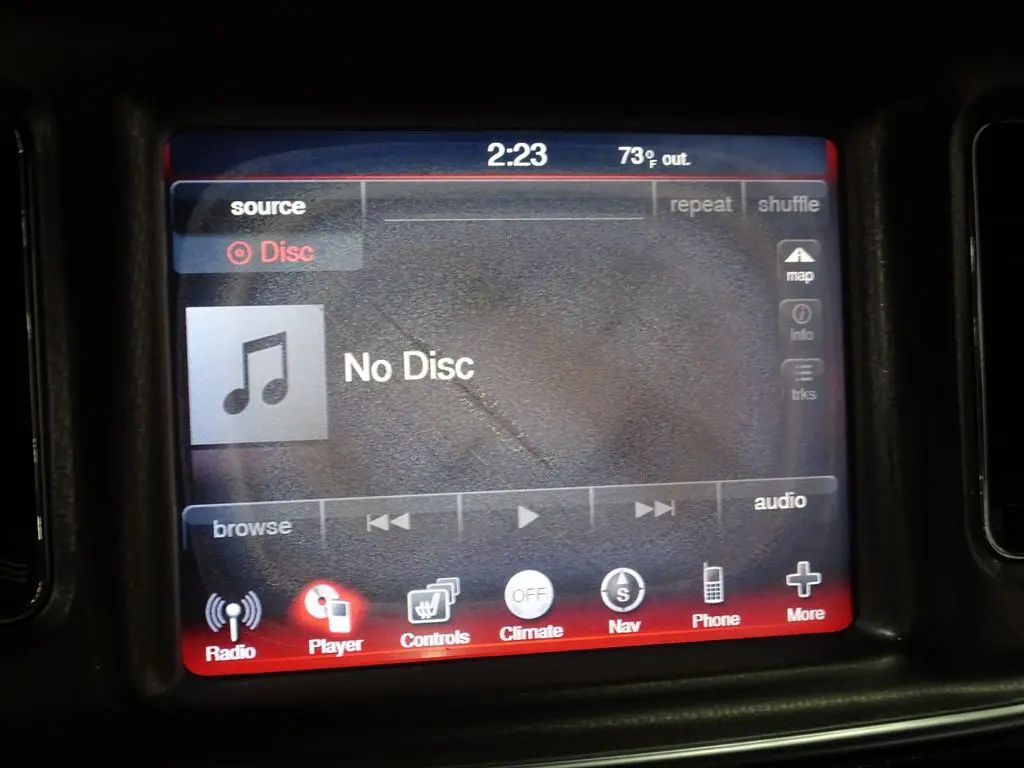 2:23 73°F out.
source repeat shuffle
Disc
map
info
No Disc
trks
browse audio
OFF S
Radio Player Controls Climate Nav Phone More